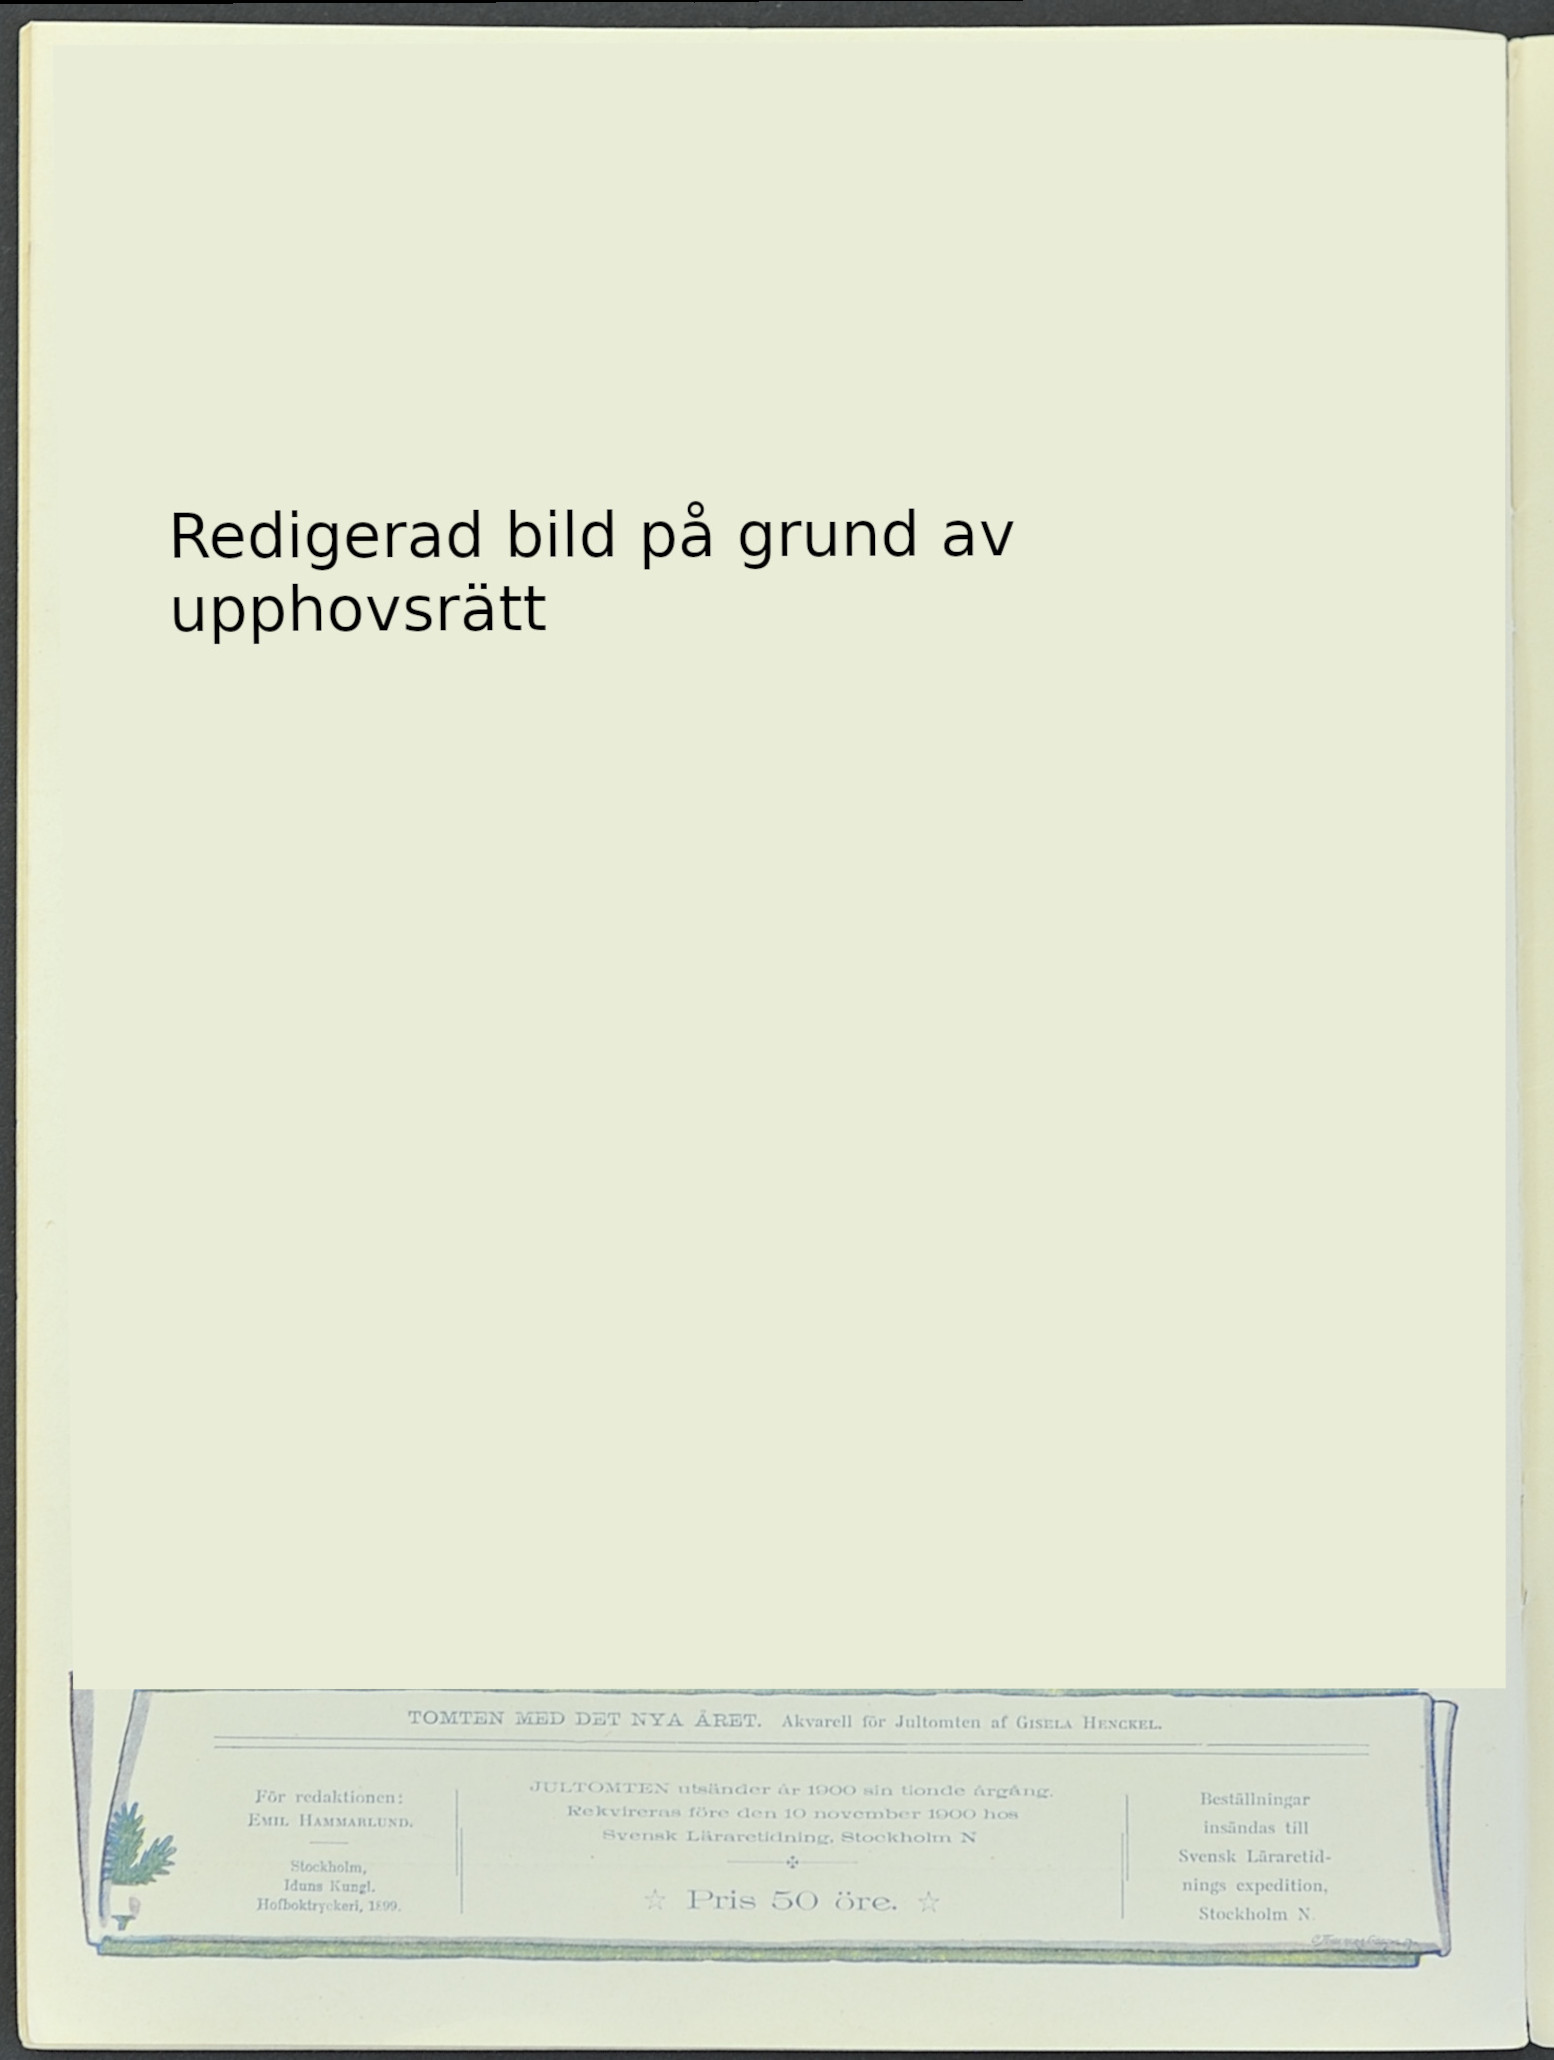 Redigerad bild på grund av
upphovsrätt
TOMTEN MED DET NYA ÅRET. Akvarell för Jultomten af GISELA HENCKEL.
För redaktionen:
EMIL HAMMARLUND.
Stockholm,
Iduns Kungl.
Hofboktryckeri, 1899.
JULTOMTEN utsänder år 1900 sin tionde årgång.
Rekvireras före den 10 november 1900 hos
Svensk Läraretidning, Stockholm N
☆ Pris 50 öre. ☆
Beställningar
insändas till
Svensk Läraretid-
nings expedition,
Stockholm N.